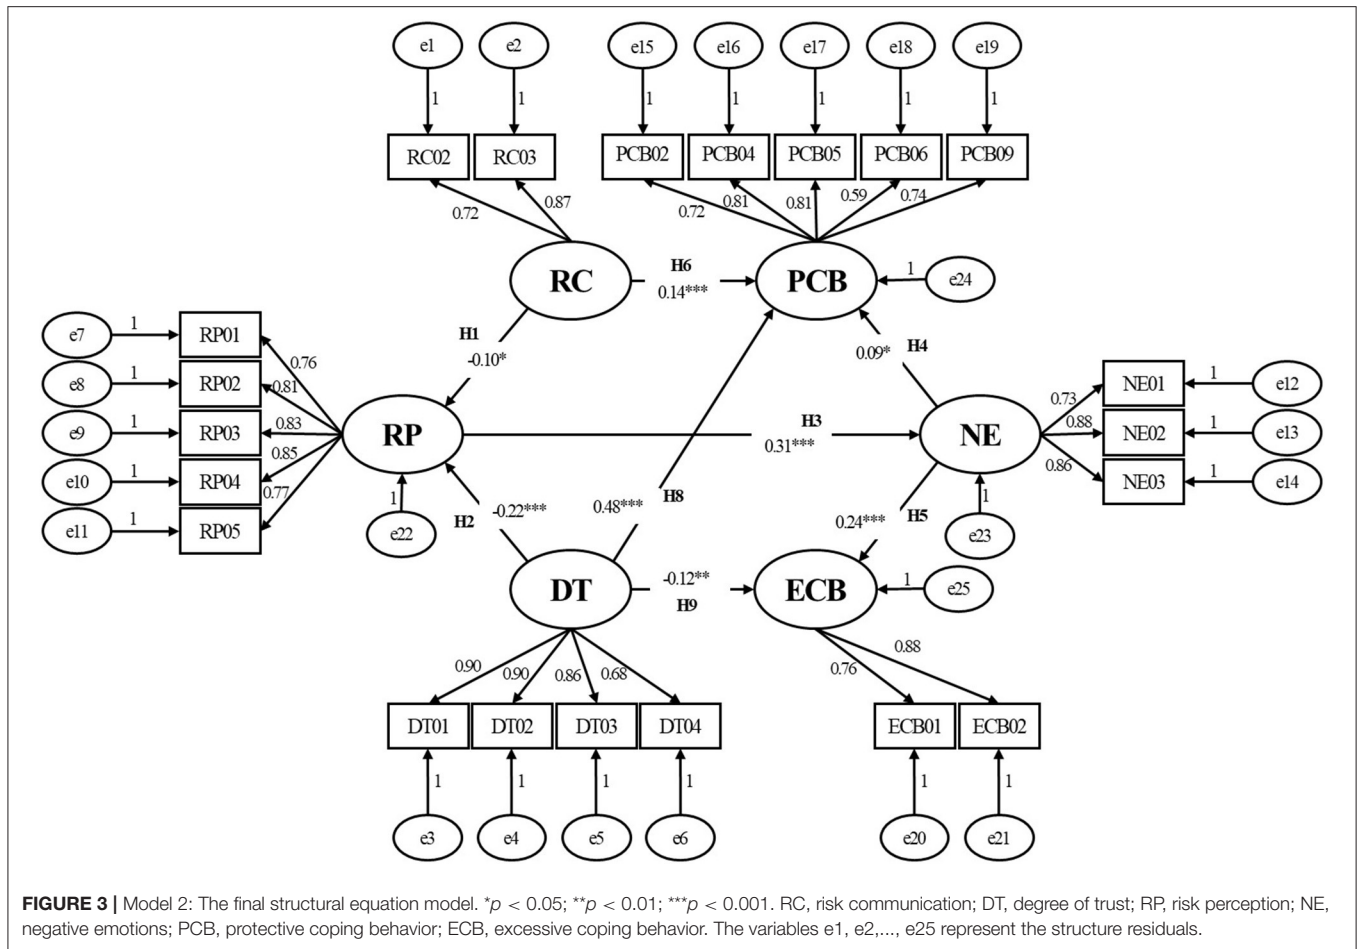 e1 e2 e15 e16 e17 e18 e19
1 1 1 1 1 1 1
RC02 RC03 PCB02 PCB04 PCB05 PCB06 PCB09
0.72 0.87 0.72 0.81 0.81 0.59 0.74
RC H6 0.14*** PCB 1 e24
H1 -0.10* 0.09* H4
e7 1 RP01 0.76
e8 1 RP02 0.81
e9 1 RP03 0.83
e10 1 RP04 0.85
e11 1 RP05 0.77
RP H3 0.31*** NE
0.73 NE01 1 e12
0.88 NE02 1 e13
0.86 NE03 1 e14
1 e22 H2 -0.22*** 0.48*** H8 0.24*** H5 1 e23
DT -0.12** H9 ECB 1 e25
0.90 0.90 0.86 0.68 0.76 0.88
DT01 DT02 DT03 DT04 ECB01 ECB02
1 1 1 1 1 1
e3 e4 e5 e6 e20 e21
FIGURE 3 | Model 2: The final structural equation model. *p < 0.05; **p < 0.01; ***p < 0.001. RC, risk communication; DT, degree of trust; RP, risk perception; NE,
negative emotions; PCB, protective coping behavior; ECB, excessive coping behavior. The variables e1, e2,..., e25 represent the structure residuals.